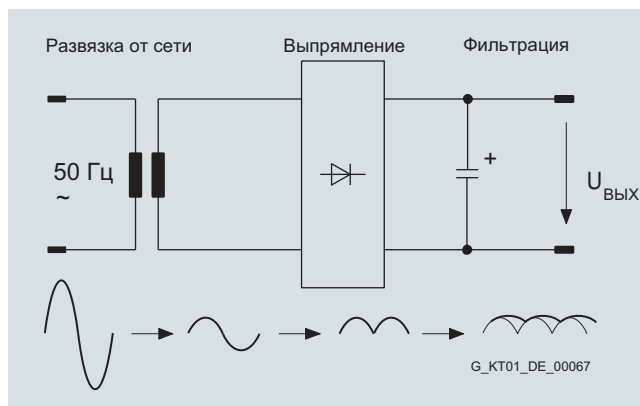 Развязка от сети
Выпрямление
Фильтрация
50 Гц
~
+
U ВЫХ
G_KT01_DE_00067